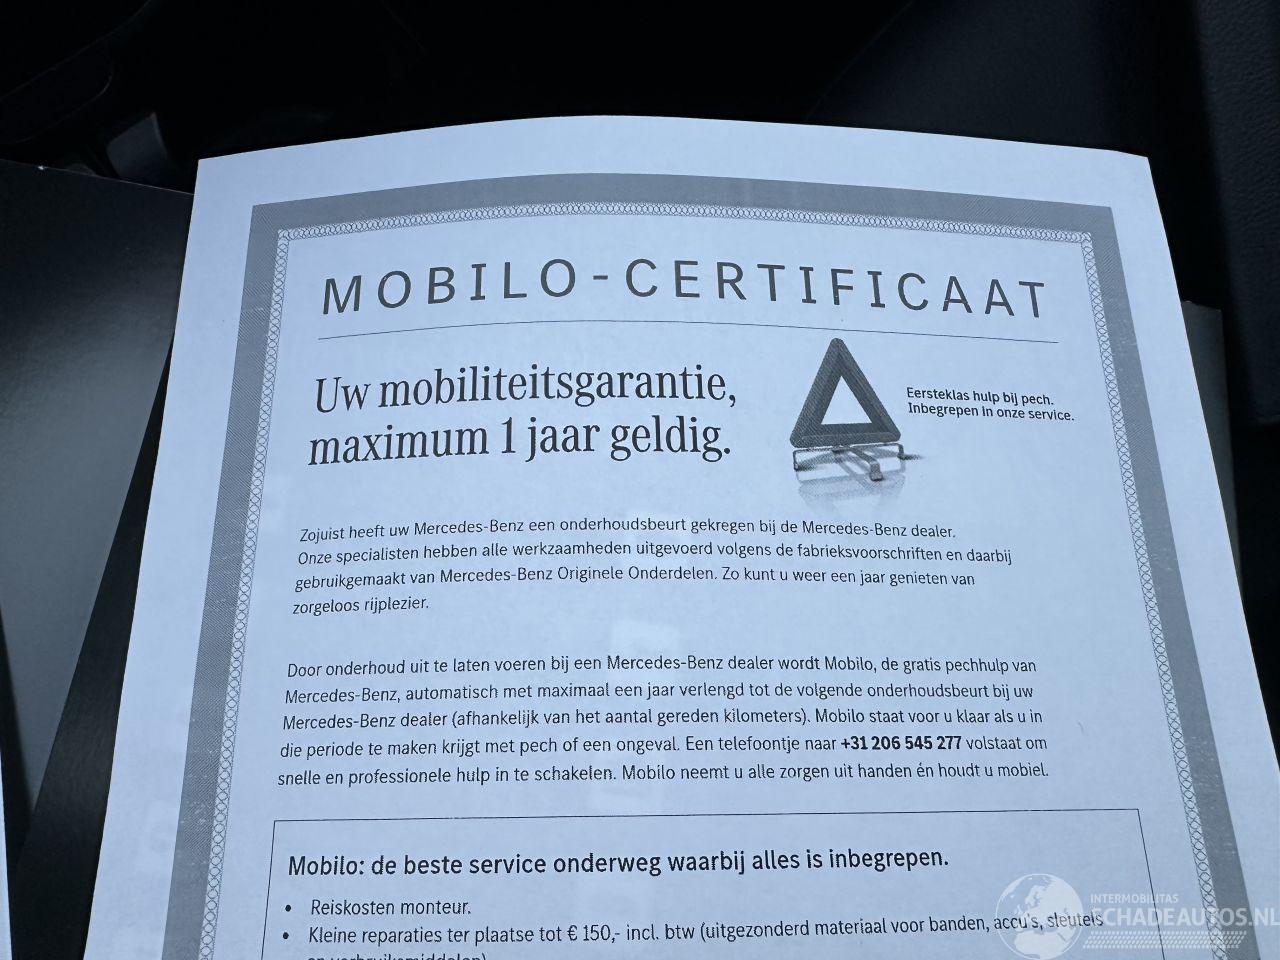 MOBILO-CERTIFICAAT
Uw mobiliteitsgarantie,
maximum 1 jaar geldig.
Eersteklas hulp bij pech.
Inbegrepen in onze service.
Zojuist heeft uw Mercedes-Benz een onderhoudsbeurt gekregen bij de Mercedes-Benz dealer.
Onze specialisten hebben alle werkzaamheden uitgevoerd volgens de fabrieksvoorschriften en daarbij
gebruikgemaakt van Mercedes-Benz Originele Onderdelen. Zo kunt u weer een jaar genieten van
zorgeloos rijplezier.
Door onderhoud uit te laten voeren bij een Mercedes-Benz dealer wordt Mobilo, de gratis pechhulp van
Mercedes-Benz, automatisch met maximaal een jaar verlengd tot de volgende onderhoudsbeurt bij uw
Mercedes-Benz dealer (afhankelijk van het aantal gereden kilometers). Mobilo staat voor u klaar als u in
die periode te maken krijgt met pech of een ongeval. Een telefoontje naar +31 206 545 277 volstaat om
snelle en professionele hulp in te schakelen. Mobilo neemt u alle zorgen uit handen én houdt u mobiel.
Mobilo: de beste service onderweg waarbij alles is inbegrepen.
• Reiskosten monteur.
• Kleine reparaties ter plaatse tot € 150,- incl. btw (uitgezonderd materiaal voor banden, accu's, sleutels
INTERMOBILITAS
SCHADEAUTOS.NL